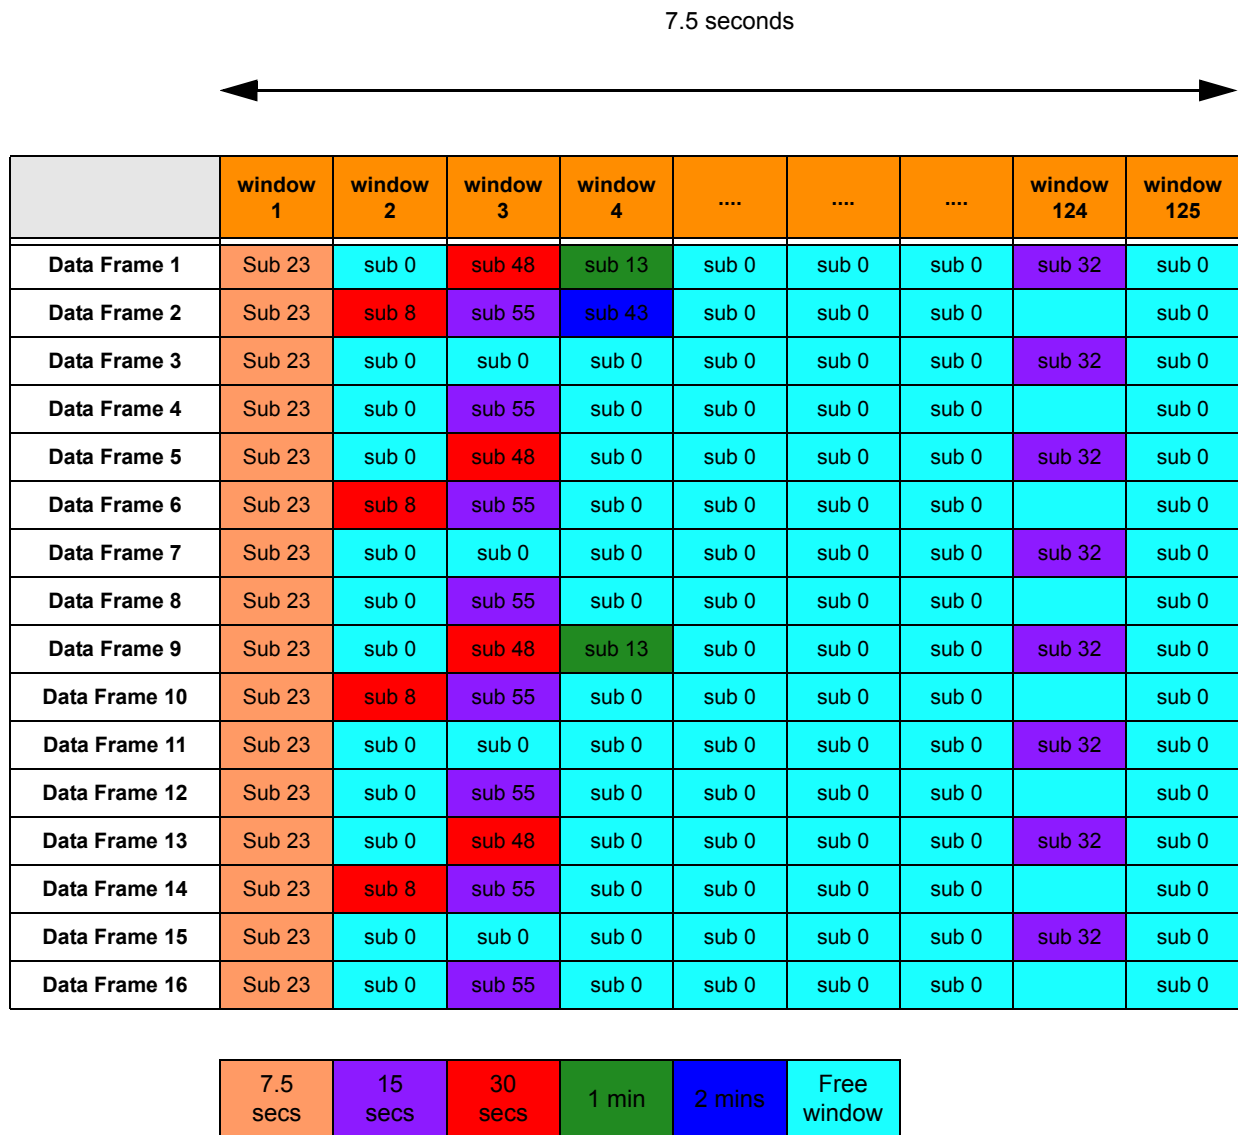 7.5 seconds
window 1 window 2 window 3 window 4 .... .... .... window 124 window 125
Data Frame 1 Sub 23 sub 0 sub 48 sub 13 sub 0 sub 0 sub 0 sub 32 sub 0
Data Frame 2 Sub 23 sub 8 sub 55 sub 43 sub 0 sub 0 sub 0 sub 0
Data Frame 3 Sub 23 sub 0 sub 0 sub 0 sub 0 sub 0 sub 0 sub 32 sub 0
Data Frame 4 Sub 23 sub 0 sub 55 sub 0 sub 0 sub 0 sub 0 sub 0
Data Frame 5 Sub 23 sub 0 sub 48 sub 0 sub 0 sub 0 sub 0 sub 32 sub 0
Data Frame 6 Sub 23 sub 8 sub 55 sub 0 sub 0 sub 0 sub 0 sub 0
Data Frame 7 Sub 23 sub 0 sub 0 sub 0 sub 0 sub 0 sub 0 sub 32 sub 0
Data Frame 8 Sub 23 sub 0 sub 55 sub 0 sub 0 sub 0 sub 0 sub 0
Data Frame 9 Sub 23 sub 0 sub 48 sub 13 sub 0 sub 0 sub 0 sub 32 sub 0
Data Frame 10 Sub 23 sub 8 sub 55 sub 0 sub 0 sub 0 sub 0 sub 0
Data Frame 11 Sub 23 sub 0 sub 0 sub 0 sub 0 sub 0 sub 0 sub 32 sub 0
Data Frame 12 Sub 23 sub 0 sub 55 sub 0 sub 0 sub 0 sub 0 sub 0
Data Frame 13 Sub 23 sub 0 sub 48 sub 0 sub 0 sub 0 sub 0 sub 32 sub 0
Data Frame 14 Sub 23 sub 8 sub 55 sub 0 sub 0 sub 0 sub 0 sub 0
Data Frame 15 Sub 23 sub 0 sub 0 sub 0 sub 0 sub 0 sub 0 sub 32 sub 0
Data Frame 16 Sub 23 sub 0 sub 55 sub 0 sub 0 sub 0 sub 0 sub 0
7.5 secs 15 secs 30 secs 1 min 2 mins Free window